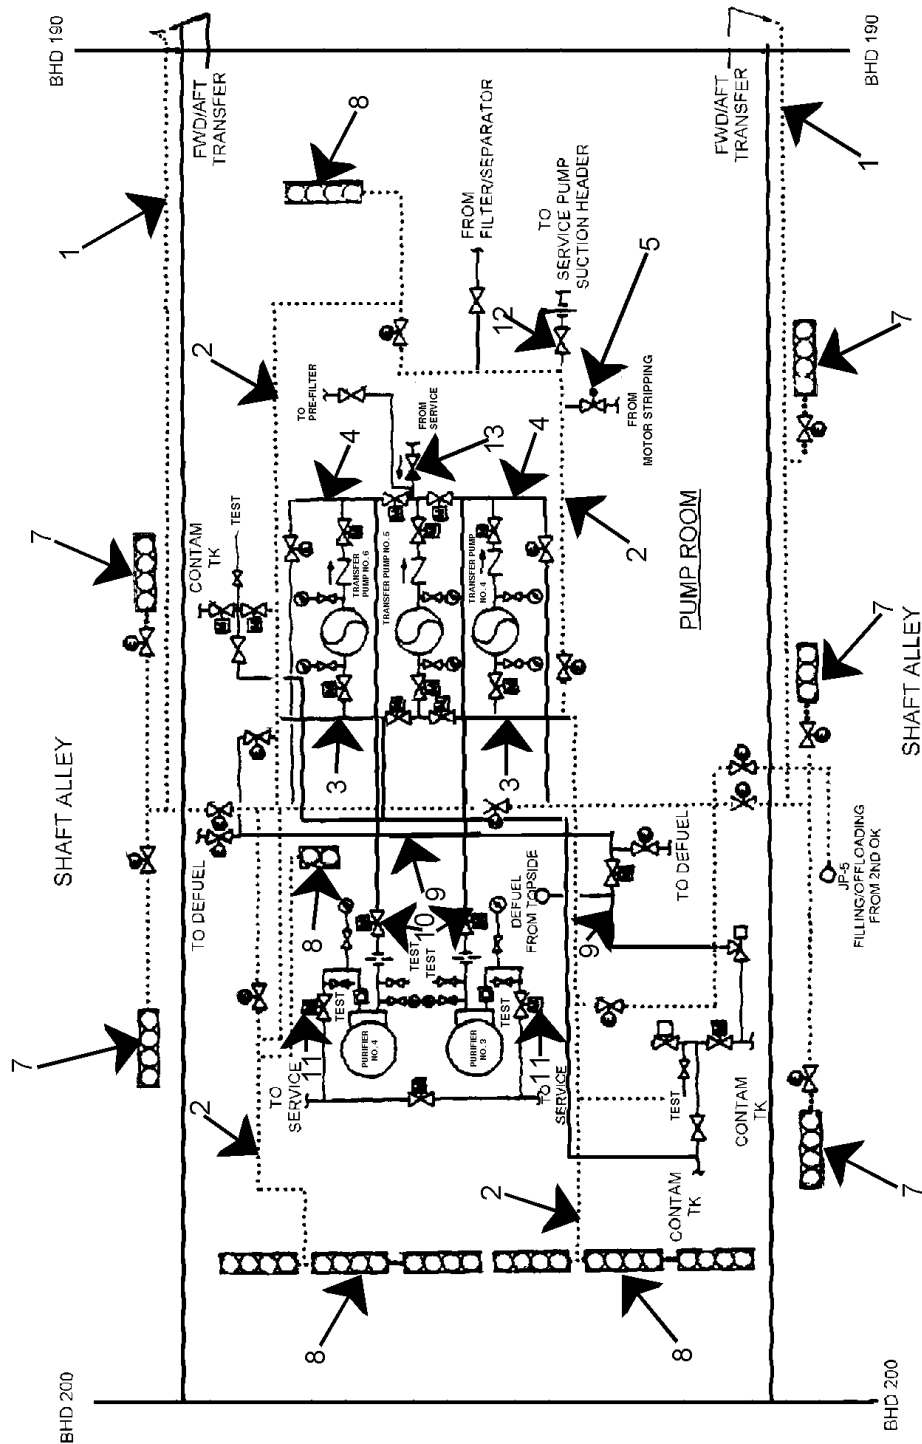 BHD 190
BHD 190
FWD/AFT
TRANSFER
FWD/AFT
TRANSFER
1
1
8
FROM
FILTER/SEPARATOR
TO
SERVICE PUMP
SUCTION HEADER
12
5
2
TO
PRE-FILTER
FROM
SERVICE
13
FROM
MOTOR STRIPPING
7
4
4
2
7
CONTAM
TK
TEST
TRANSFER
PUMP NO. 6
TRANSFER PUMP NO. 5
TRANSFER PUMP
NO. 4
PUMP ROOM
7
3
3
SHAFT ALLEY
SHAFT ALLEY
TO DEFUEL
8
9
10
TEST
TEST
DEFUEL
FROM TOPSIDE
9
TO DEFUEL
JP-5
FILLING/OFFLOADING
FROM 2ND DK
7
11
TEST
PURIFIER
NO. 4
PURIFIER
NO. 3
TEST
11
TO
SERVICE
TO
SERVICE
TEST
CONTAM
TK
2
2
CONTAM
TK
7
8
8
BHD 200
BHD 200